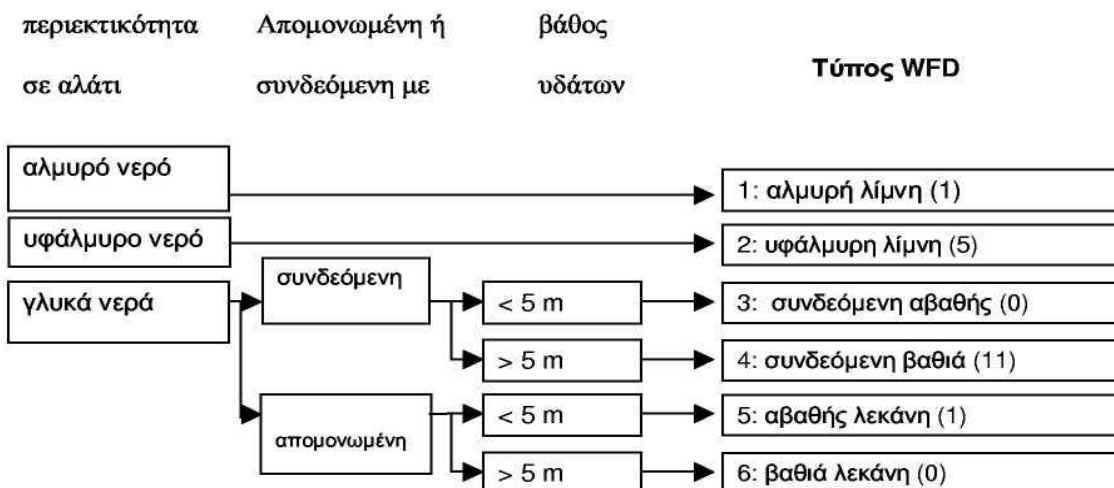 περιεκτικότητα Απομονωμένη ή βάθος
σε αλάτι συνδεόμενη με υδάτων Τύπος WFD
αλμυρό νερό
1: αλμυρή λίμνη (1)
υφάλμυρο νερό 2: υφάλμυρη λίμνη (5)
γλυκά νερά συνδεόμενη < 5 m 3: συνδεόμενη αβαθής (0)
> 5 m 4: συνδεόμενη βαθιά (11)
απομονωμένη < 5 m 5: αβαθής λεκάνη (1)
> 5 m 6: βαθιά λεκάνη (0)